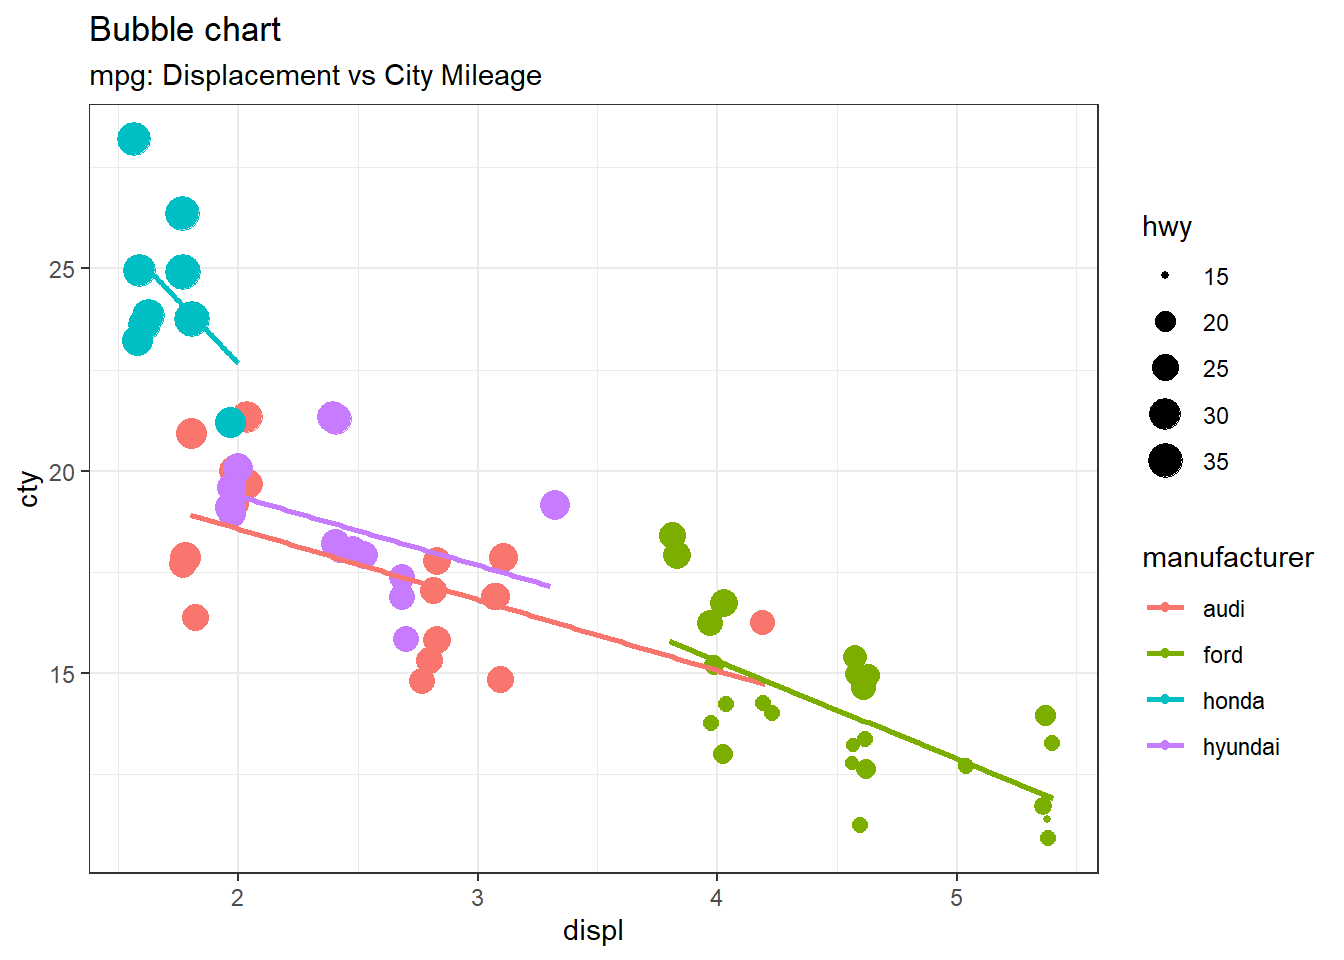 Bubble chart
mpg: Displacement vs City Mileage
25
20
15
cty
2 3 4 5
displ
hwy
15
20
25
30
35
manufacturer
audi
ford
honda
hyundai